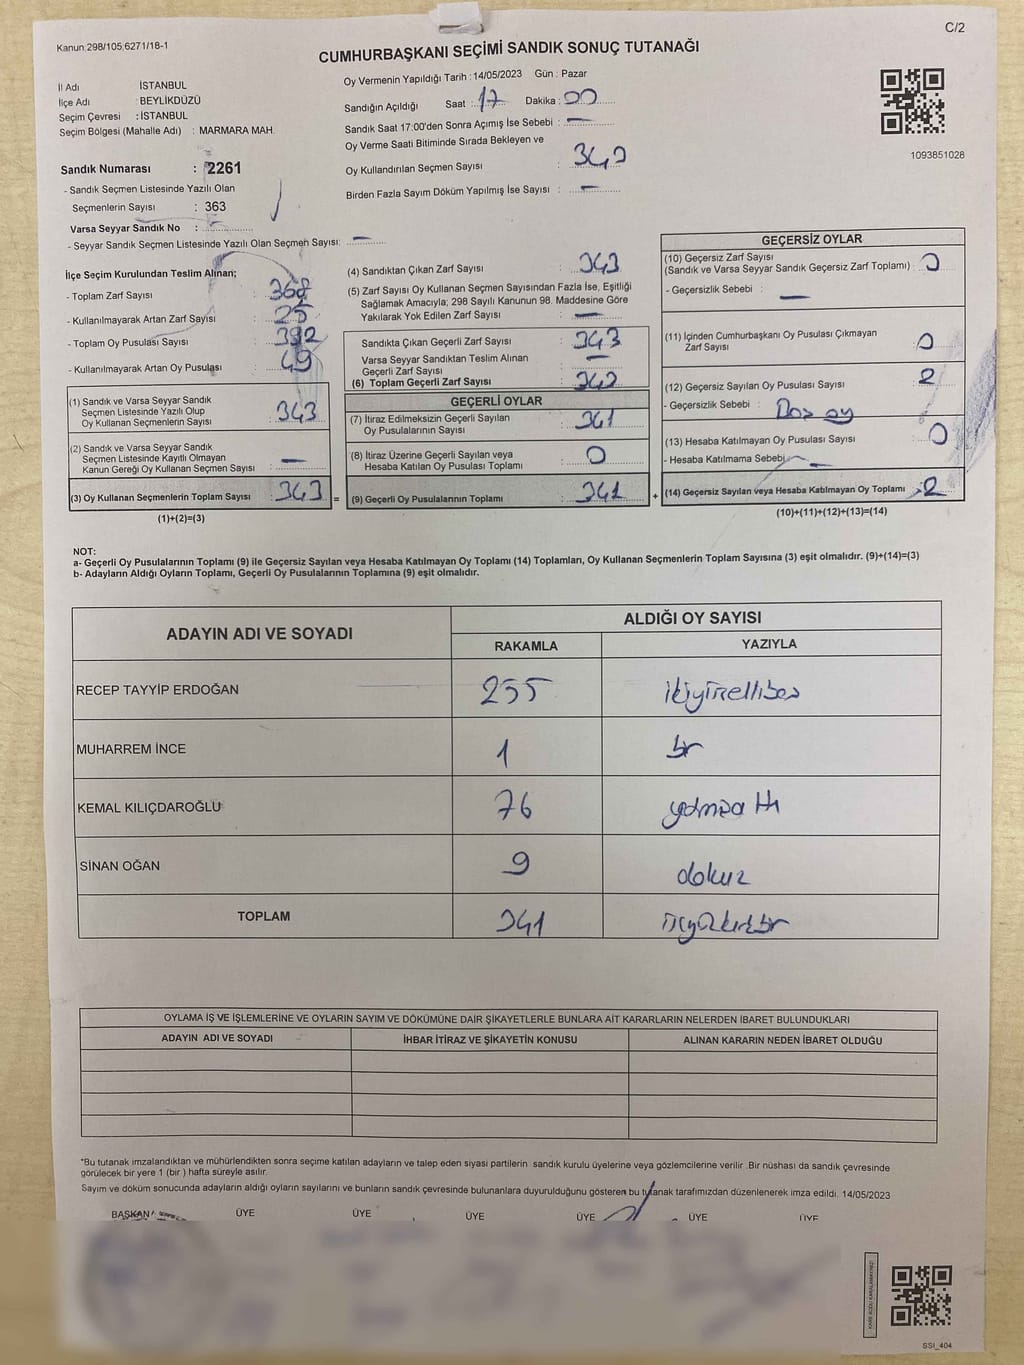 Kanun 298/105,6271/18-1
C/2
CUMHURBAŞKANI SEÇİMİ SANDIK SONUÇ TUTANAĞI
İl Adı : İSTANBUL
İlçe Adı : BEYLİKDÜZÜ
Seçim Çevresi : İSTANBUL
Seçim Bölgesi (Mahalle Adı) : MARMARA MAH.
Sandık Numarası : 2261
- Sandık Seçmen Listesinde Yazılı Olan
Seçmenlerin Sayısı : 363
Varsa Seyyar Sandık No :
- Seyyar Sandık Seçmen Listesinde Yazılı Olan Seçmen Sayısı: —
Oy Vermenin Yapıldığı Tarih : 14/05/2023 Gün : Pazar
Sandığın Açıldığı Saat : 17 Dakika : 00
Sandık Saat 17:00'den Sonra Açımış İse Sebebi : —
Oy Verme Saati Bitiminde Sırada Bekleyen ve
Oy Kullandırılan Seçmen Sayısı :
Birden Fazla Sayım Döküm Yapılmış İse Sayısı : —
1093851028
İlçe Seçim Kurulundan Teslim Alınan;
- Toplam Zarf Sayısı : 368
- Kullanılmayarak Artan Zarf Sayısı : 25
- Toplam Oy Pusulası Sayısı : 392
- Kullanılmayarak Artan Oy Pusulası : 49
(1) Sandık ve Varsa Seyyar Sandık
Seçmen Listesinde Yazılı Olup
Oy Kullanan Seçmenlerin Sayısı : 343
(2) Sandık ve Varsa Seyyar Sandık
Seçmen Listesinde Kayıtlı Olmayan
Kanun Gereği Oy Kullanan Seçmen Sayısı : —
(3) Oy Kullanan Seçmenlerin Toplam Sayısı : 343 =
(1)+(2)=(3)
(4) Sandıktan Çıkan Zarf Sayısı : 343
(5) Zarf Sayısı Oy Kullanan Seçmen Sayısından Fazla İse, Eşitliği
Sağlamak Amacıyla; 298 Sayılı Kanunun 98. Maddesine Göre
Yakılarak Yok Edilen Zarf Sayısı : —
Sandıkta Çıkan Geçerli Zarf Sayısı : 343
Varsa Seyyar Sandıktan Teslim Alınan
Geçerli Zarf Sayısı : —
(6) Toplam Geçerli Zarf Sayısı : 343
GEÇERLİ OYLAR
(7) İtiraz Edilmeksizin Geçerli Sayılan
Oy Pusulalarının Sayısı : 341
(8) İtiraz Üzerine Geçerli Sayılan veya
Hesaba Katılan Oy Pusulası Toplamı : 0
(9) Geçerli Oy Pusulalarının Toplamı : 341 +
GEÇERSİZ OYLAR
(10) Geçersiz Zarf Sayısı
(Sandık ve Varsa Seyyar Sandık Geçersiz Zarf Toplamı) : 0
- Geçersizlik Sebebi : —
(11) İçinden Cumhurbaşkanı Oy Pusulası Çıkmayan
Zarf Sayısı : 0
(12) Geçersiz Sayılan Oy Pusulası Sayısı : 2
- Geçersizlik Sebebi : Boş oy
(13) Hesaba Katılmayan Oy Pusulası Sayısı : 0
- Hesaba Katılmama Sebebi : —
(14) Geçersiz Sayılan veya Hesaba Katılmayan Oy Toplamı : 2
(10)+(11)+(12)+(13)=(14)
NOT:
a- Geçerli Oy Pusulalarının Toplamı (9) ile Geçersiz Sayılan veya Hesaba Katılmayan Oy Toplamı (14) Toplamları, Oy Kullanan Seçmenlerin Toplam Sayısına (3) eşit olmalıdır. (9)+(14)=(3)
b- Adayların Aldığı Oyların Toplamı, Geçerli Oy Pusulalarının Toplamına (9) eşit olmalıdır.
ADAYIN ADI VE SOYADI
ALDIĞI OY SAYISI
RAKAMLA YAZIYLA
RECEP TAYYİP ERDOĞAN 255 ikiyüzellibeş
MUHARREM İNCE 1 bir
KEMAL KILIÇDAROĞLU 76 yetmişaltı
SİNAN OĞAN 9 dokuz
TOPLAM 341 üçyüzkırkbir
OYLAMA İŞ VE İŞLEMLERİNE VE OYLARIN SAYIM VE DÖKÜMÜNE DAİR ŞİKAYETLERLE BUNLARA AİT KARARLARIN NELERDEN İBARET BULUNDUKLARI
ADAYIN ADI VE SOYADI İHBAR İTİRAZ VE ŞİKAYETİN KONUSU ALINAN KARARIN NEDEN İBARET OLDUĞU
*Bu tutanak imzalandıktan ve mühürlendikten sonra seçime katılan adayların ve talep eden siyasi partilerin sandık kurulu üyelerine veya gözlemcilerine verilir .Bir nüshası da sandık çevresinde
görülecek bir yere 1 (bir ) hafta süreyle asılır.
Sayım ve döküm sonucunda adayların aldığı oyların sayılarını ve bunların sandık çevresinde bulunanlara duyurulduğunu gösteren bu tutanak tarafımızdan düzenlenerek imza edildi. 14/05/2023
BAŞKAN ÜYE ÜYE ÜYE ÜYE ÜYE ÜYE
KARE KODU KARALAMAYINIZ!
SSI_404